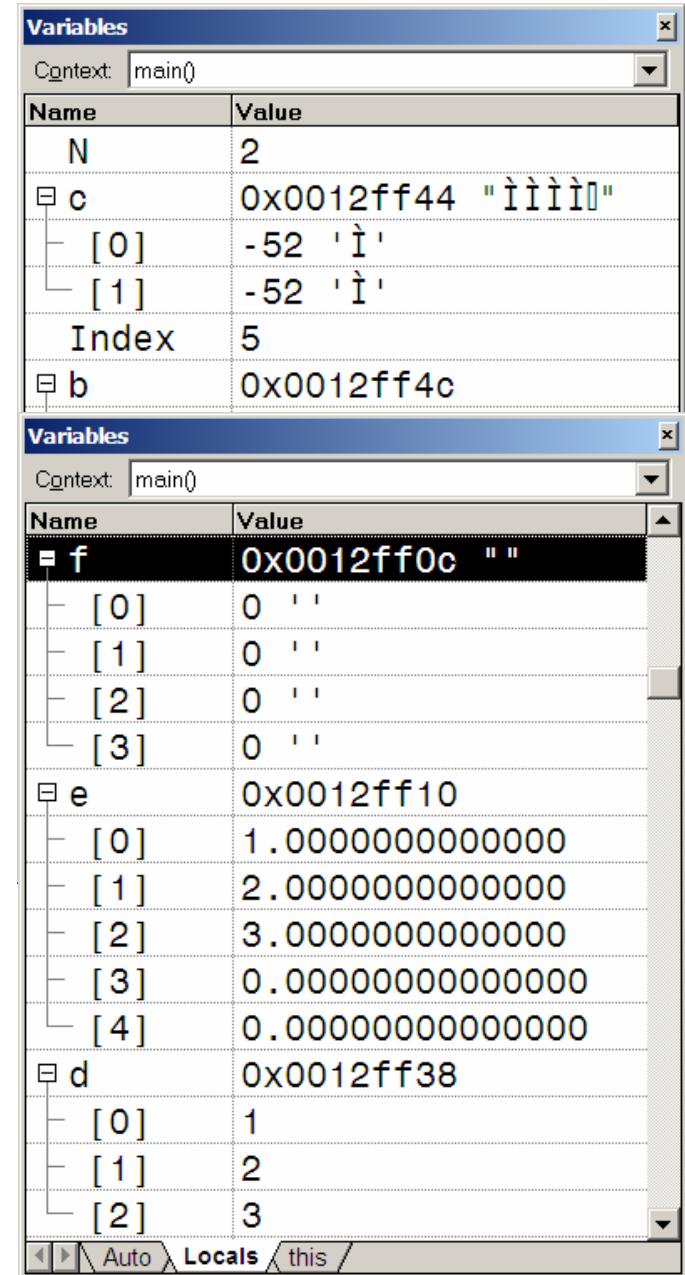 Variables
Context: main()
Name Value
N 2
c 0x0012ff44 "ÌÌÌÌ▯"
[0] -52 'Ì'
[1] -52 'Ì'
Index 5
b 0x0012ff4c
Variables
Context: main()
Name Value
f 0x0012ff0c ""
[0] 0 ''
[1] 0 ''
[2] 0 ''
[3] 0 ''
e 0x0012ff10
[0] 1.0000000000000
[1] 2.0000000000000
[2] 3.0000000000000
[3] 0.00000000000000
[4] 0.00000000000000
d 0x0012ff38
[0] 1
[1] 2
[2] 3
Auto Locals this